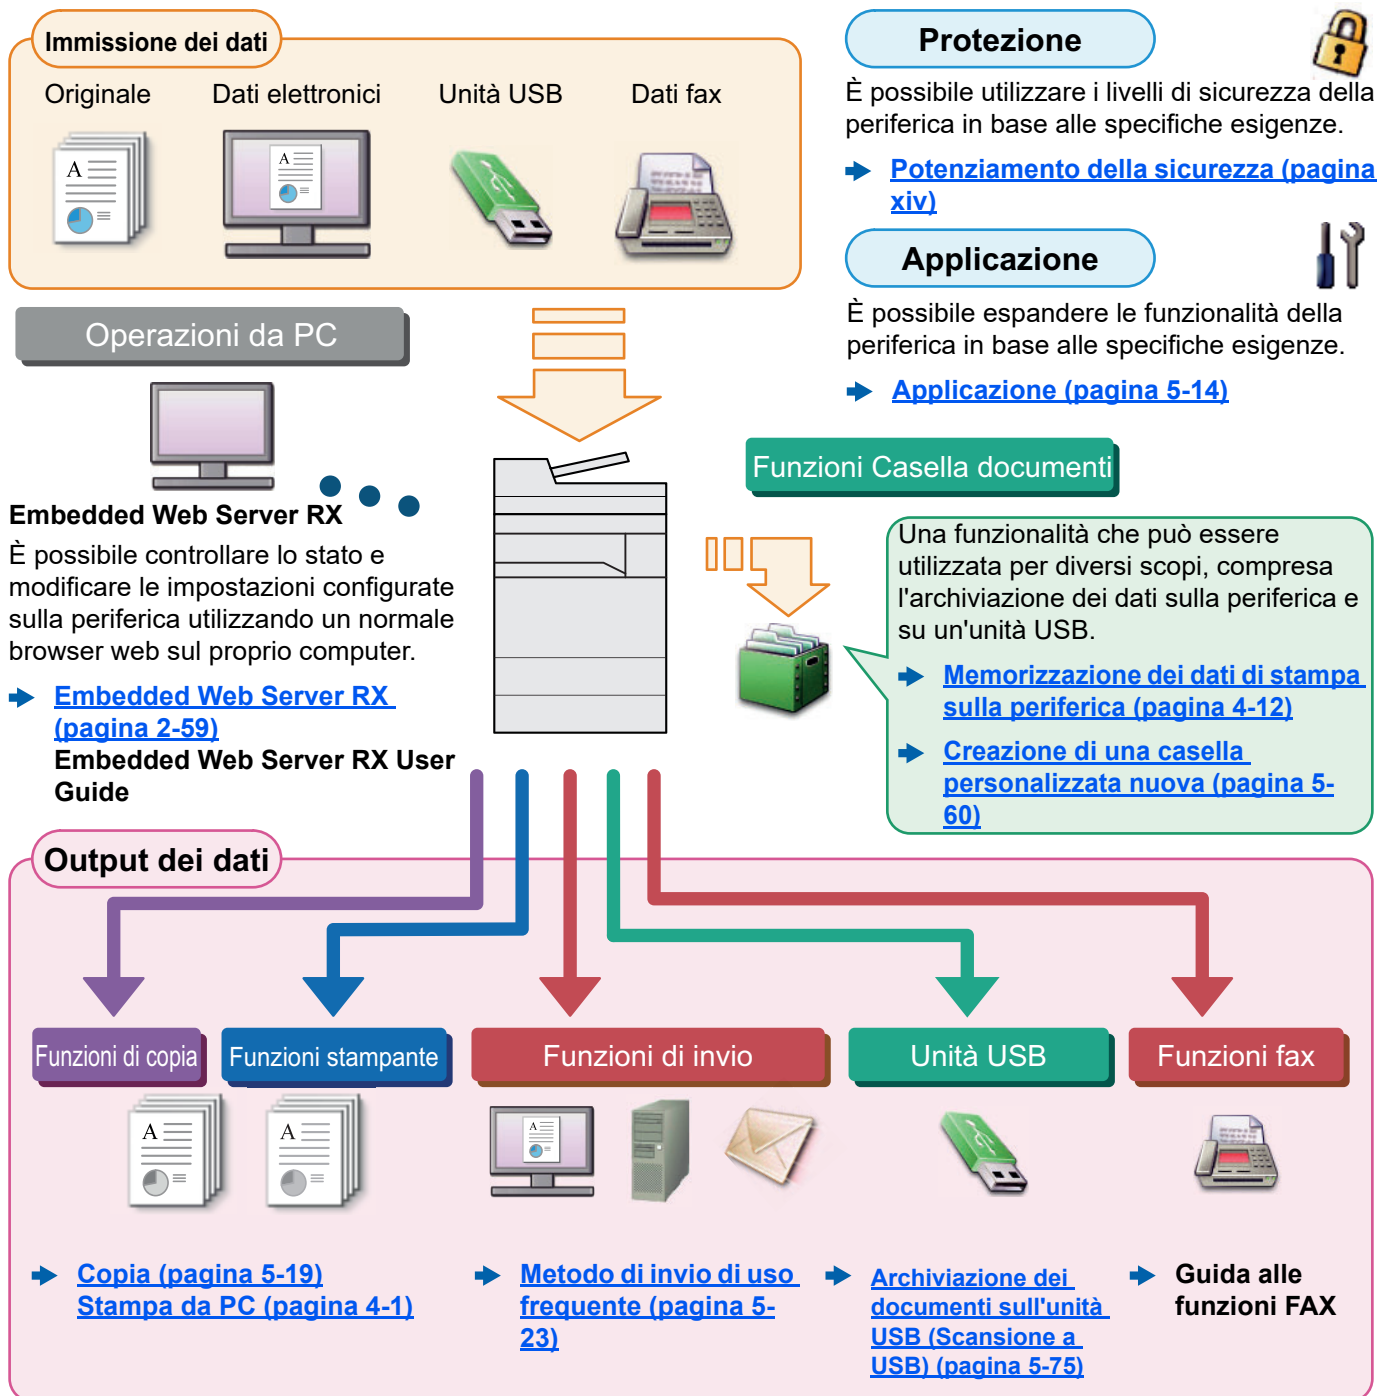 Immissione dei dati
Originale
Dati elettronici
Unità USB
Dati fax
Protezione
È possibile utilizzare i livelli di sicurezza della
periferica in base alle specifiche esigenze.
Potenziamento della sicurezza (pagina
xiv)
Applicazione
È possibile espandere le funzionalità della
periferica in base alle specifiche esigenze.
Applicazione (pagina 5-14)
Operazioni da PC
Embedded Web Server RX
È possibile controllare lo stato e
modificare le impostazioni configurate
sulla periferica utilizzando un normale
browser web sul proprio computer.
Embedded Web Server RX
(pagina 2-59)
Embedded Web Server RX User
Guide
Funzioni Casella documenti
Una funzionalità che può essere
utilizzata per diversi scopi, compresa
l'archiviazione dei dati sulla periferica e
su un'unità USB.
Memorizzazione dei dati di stampa
sulla periferica (pagina 4-12)
Creazione di una casella
personalizzata nuova (pagina 5-
60)
Output dei dati
Funzioni di copia
Funzioni stampante
Funzioni di invio
Unità USB
Funzioni fax
Copia (pagina 5-19)
Stampa da PC (pagina 4-1)
Metodo di invio di uso
frequente (pagina 5-
23)
Archiviazione dei
documenti sull'unità
USB (Scansione a
USB) (pagina 5-75)
Guida alle
funzioni FAX